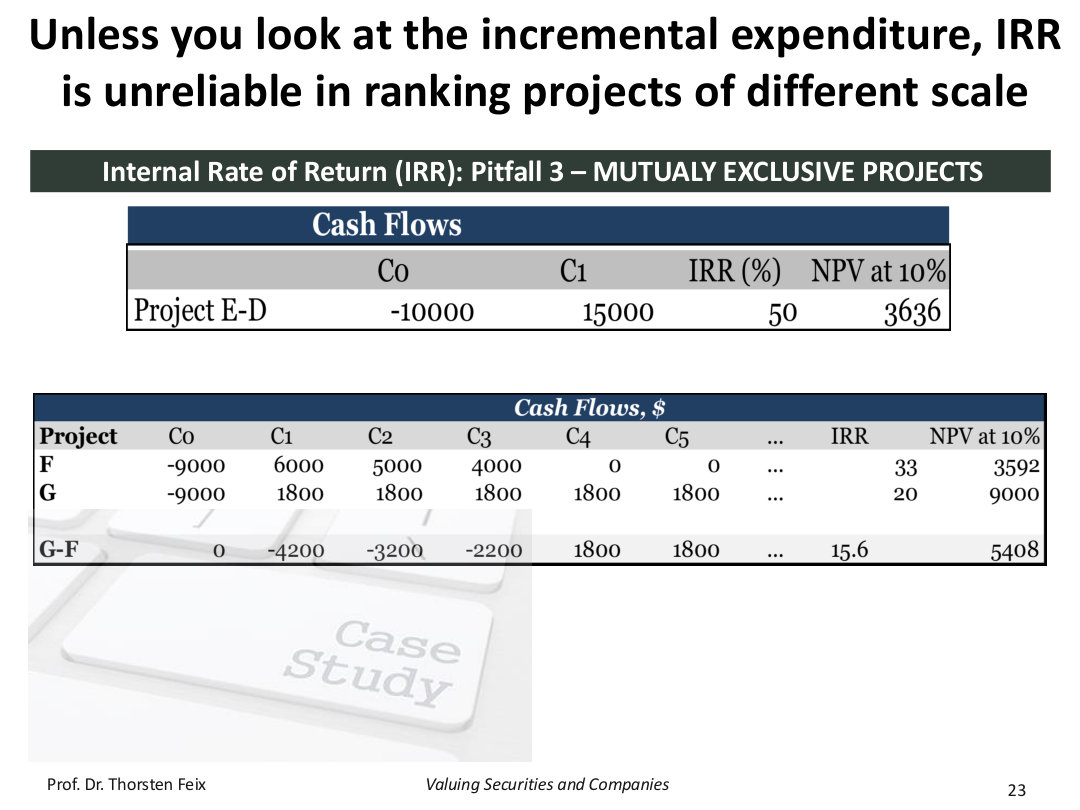 Unless you look at the incremental expenditure, IRR
is unreliable in ranking projects of different scale
Internal Rate of Return (IRR): Pitfall 3 – MUTUALY EXCLUSIVE PROJECTS
Cash Flows
C0 C1 IRR (%) NPV at 10%
Project E-D -10000 15000 50 3636
Cash Flows, $
Project C0 C1 C2 C3 C4 C5 ... IRR NPV at 10%
F -9000 6000 5000 4000 0 0 ... 33 3592
G -9000 1800 1800 1800 1800 1800 ... 20 9000
G-F 0 -4200 -3200 -2200 1800 1800 ... 15.6 5408
Case
Study
Prof. Dr. Thorsten Feix Valuing Securities and Companies 23